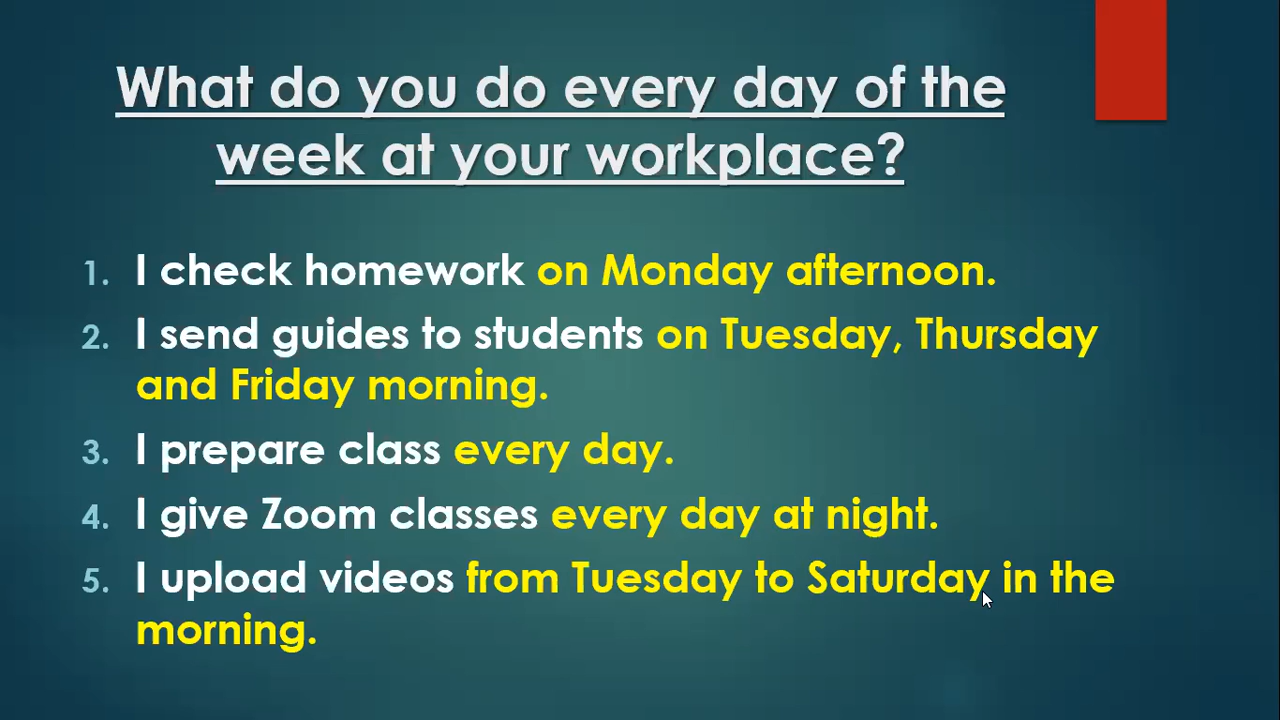 What do you do every day of the
week at your workplace?
1. I check homework on Monday afternoon.
2. I send guides to students on Tuesday, Thursday
and Friday morning.
3. I prepare class every day.
4. I give Zoom classes every day at night.
5. I upload videos from Tuesday to Saturday in the
morning.